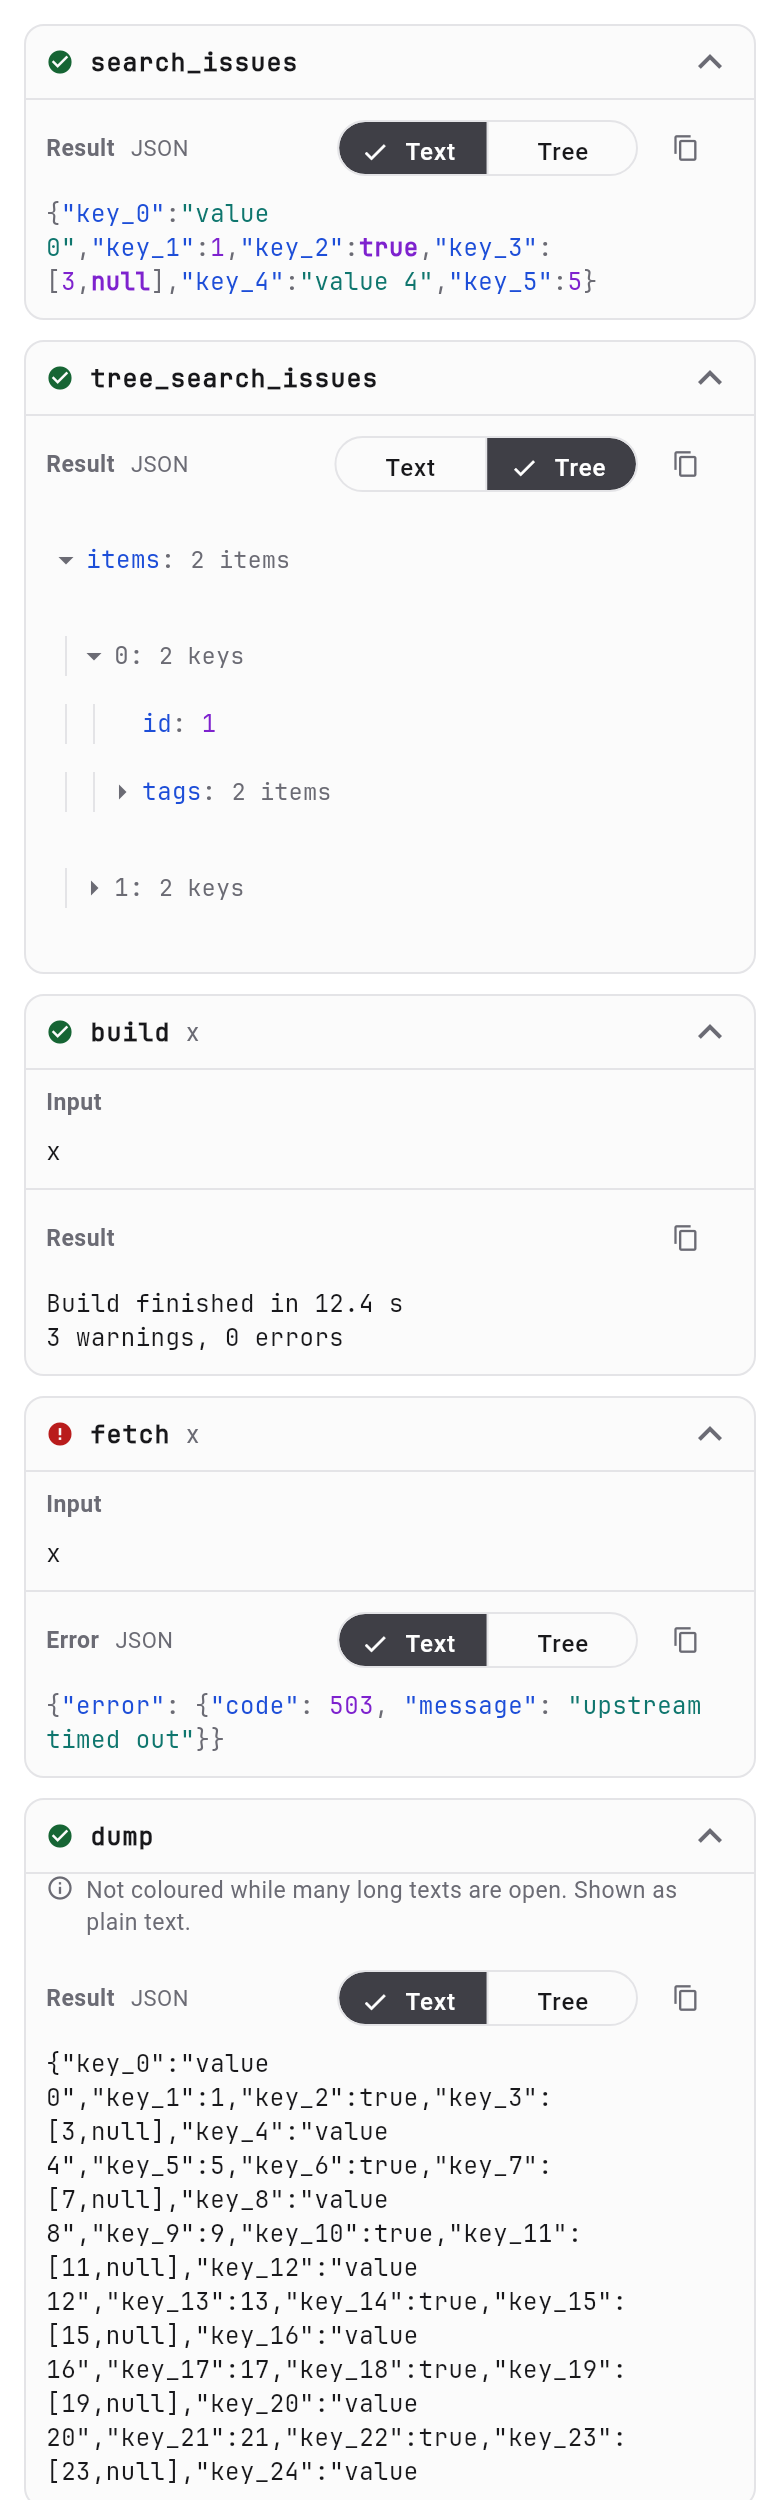 search_issues
Result JSON Text Tree
{"key_0":"value
0","key_1":1,"key_2":true,"key_3":
[3,null],"key_4":"value 4","key_5":5}
tree_search_issues
Result JSON Text Tree
items: 2 items
0: 2 keys
id: 1
tags: 2 items
1: 2 keys
build x
Input
x
Result
Build finished in 12.4 s
3 warnings, 0 errors
fetch x
Input
x
Error JSON Text Tree
{"error": {"code": 503, "message": "upstream
timed out"}}
dump
Not coloured while many long texts are open. Shown as
plain text.
Result JSON Text Tree
{"key_0":"value
0","key_1":1,"key_2":true,"key_3":
[3,null],"key_4":"value
4","key_5":5,"key_6":true,"key_7":
[7,null],"key_8":"value
8","key_9":9,"key_10":true,"key_11":
[11,null],"key_12":"value
12","key_13":13,"key_14":true,"key_15":
[15,null],"key_16":"value
16","key_17":17,"key_18":true,"key_19":
[19,null],"key_20":"value
20","key_21":21,"key_22":true,"key_23":
[23,null],"key_24":"value